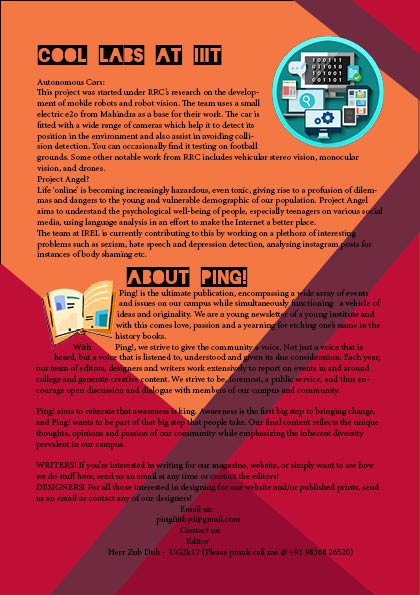 COOL LABS AT IIIT
Autonomous Cars:
This project was started under RRC's research on the develop-
ment of mobile robots and robot vision. The team uses a small
electric e2o from Mahindra as a base for their work. The car is
fitted with a wide range of cameras which help it to detect its
position in the environment and also assist in avoiding colli-
sion detection. You can occasionally find it testing on football
grounds. Some other notable work from RRC includes vehicular stereo vision, monocular
vision, and drones.
Project Angel?
Life 'online' is becoming increasingly hazardous, even toxic, giving rise to a profusion of dilem-
mas and dangers to the young and vulnerable demographic of our population. Project Angel
aims to understand the psychological well-being of people, especially teenagers on various social
media, using language analysis in an effort to make the Internet a better place.
The team at IREL is currently contributing to this by working on a plethora of interesting
problems such as sexism, hate speech and depression detection, analysing instagram posts for
instances of body shaming etc.
ABOUT PING!
Ping! is the ultimate publication, encompassing a wide array of events
and issues on our campus while simultaneously functioning a vehicle of
ideas and originality. We are a young newsletter of a young institute and
with this comes love, passion and a yearning for etching one's name in the
history books.
With Ping!, we strive to give the community a voice. Not just a voice that is
heard, but a voice that is listened to, understood and given its due consideration. Each year,
our team of editors, designers and writers work extensively to report on events in and around
college and generate creative content. We strive to be, foremost, a public service, and thus en-
courage open discussion and dialogue with members of our campus and community.
Ping! aims to reiterate that awareness is king. Awareness is the first big step to bringing change,
and Ping! wants to be part of that big step that people take. Our final content reflects the unique
thoughts, opinions and passion of our community while emphasizing the inherent diversity
prevalent in our campus.
WRITERS! If you're interested in writing for our magazine, website, or simply want to see how
we do stuff here, send us an email at any time or contact the editors!
DESIGNERS! For all those interested in designing for our website and/or published prints, send
us an email or contact any of our designers!
Email us:
pingiiithyd@gmail.com
Contact us:
Editor
Herr Zub Dub - UG2k17 (Please prank call me @ +91 98368 26520)